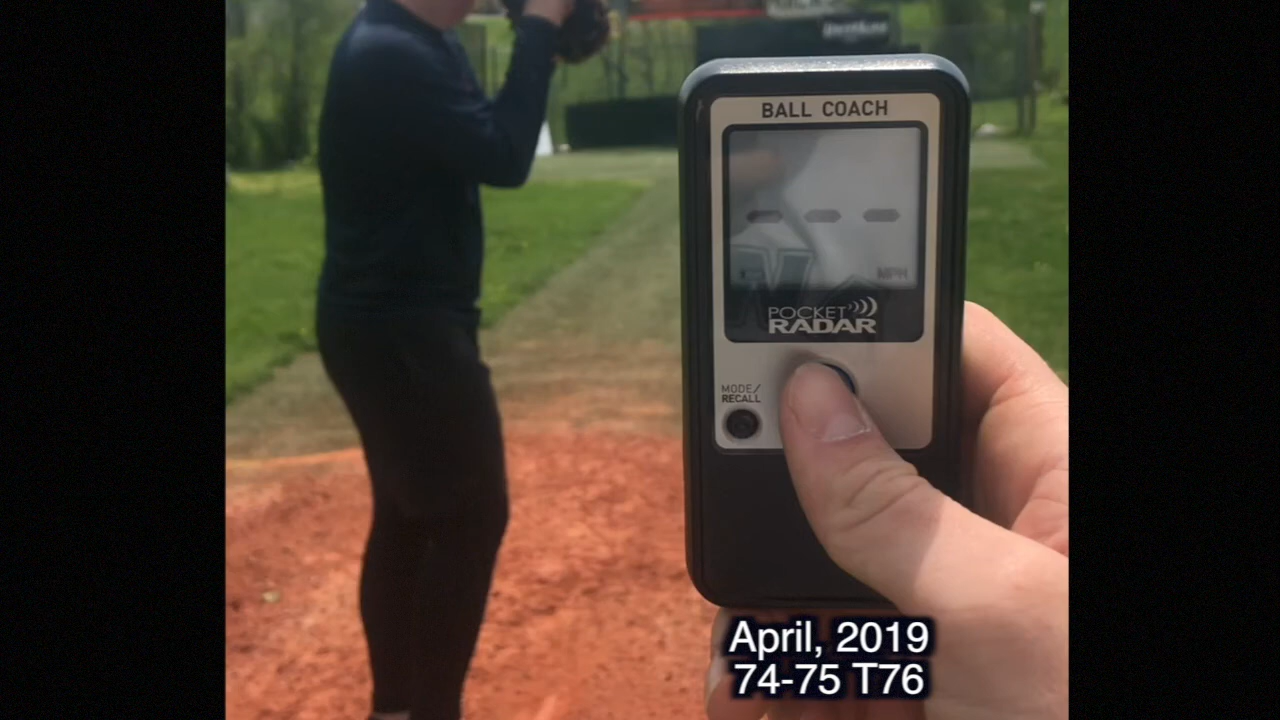 BALL COACH
- - -
MPH
POCKET
RADAR
MODE/
RECALL
April, 2019
74-75 T76